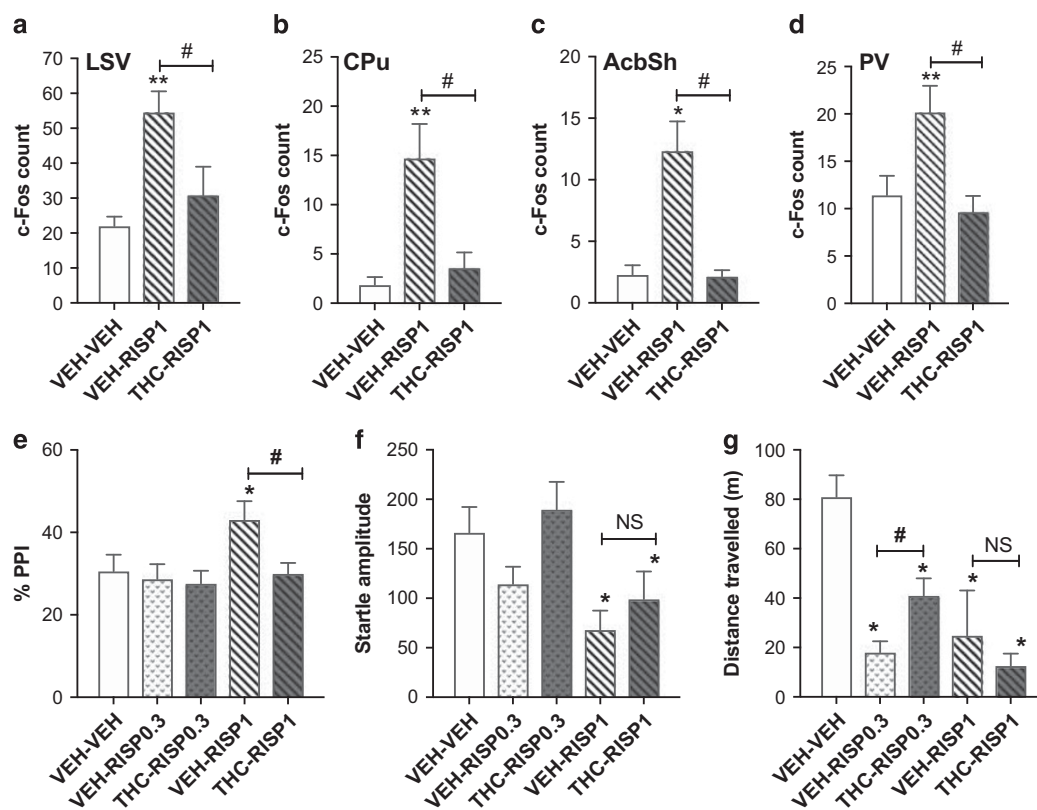 a
LSV
#
**
c-Fos count
70
60
50
40
30
20
10
0
VEH-VEH
VEH-RISP1
THC-RISP1
b
CPu
#
**
c-Fos count
25
20
15
10
5
0
VEH-VEH
VEH-RISP1
THC-RISP1
c
AcbSh
#
*
c-Fos count
20
15
10
5
0
VEH-VEH
VEH-RISP1
THC-RISP1
d
PV
#
**
c-Fos count
25
20
15
10
5
0
VEH-VEH
VEH-RISP1
THC-RISP1
e
#
*
% PPI
60
40
20
0
VEH-VEH
VEH-RISP0.3
THC-RISP0.3
VEH-RISP1
THC-RISP1
f
NS
*
*
Startle amplitude
250
200
150
100
50
0
VEH-VEH
VEH-RISP0.3
THC-RISP0.3
VEH-RISP1
THC-RISP1
g
#
NS
*
*
*
*
Distance travelled (m)
100
80
60
40
20
0
VEH-VEH
VEH-RISP0.3
THC-RISP0.3
VEH-RISP1
THC-RISP1